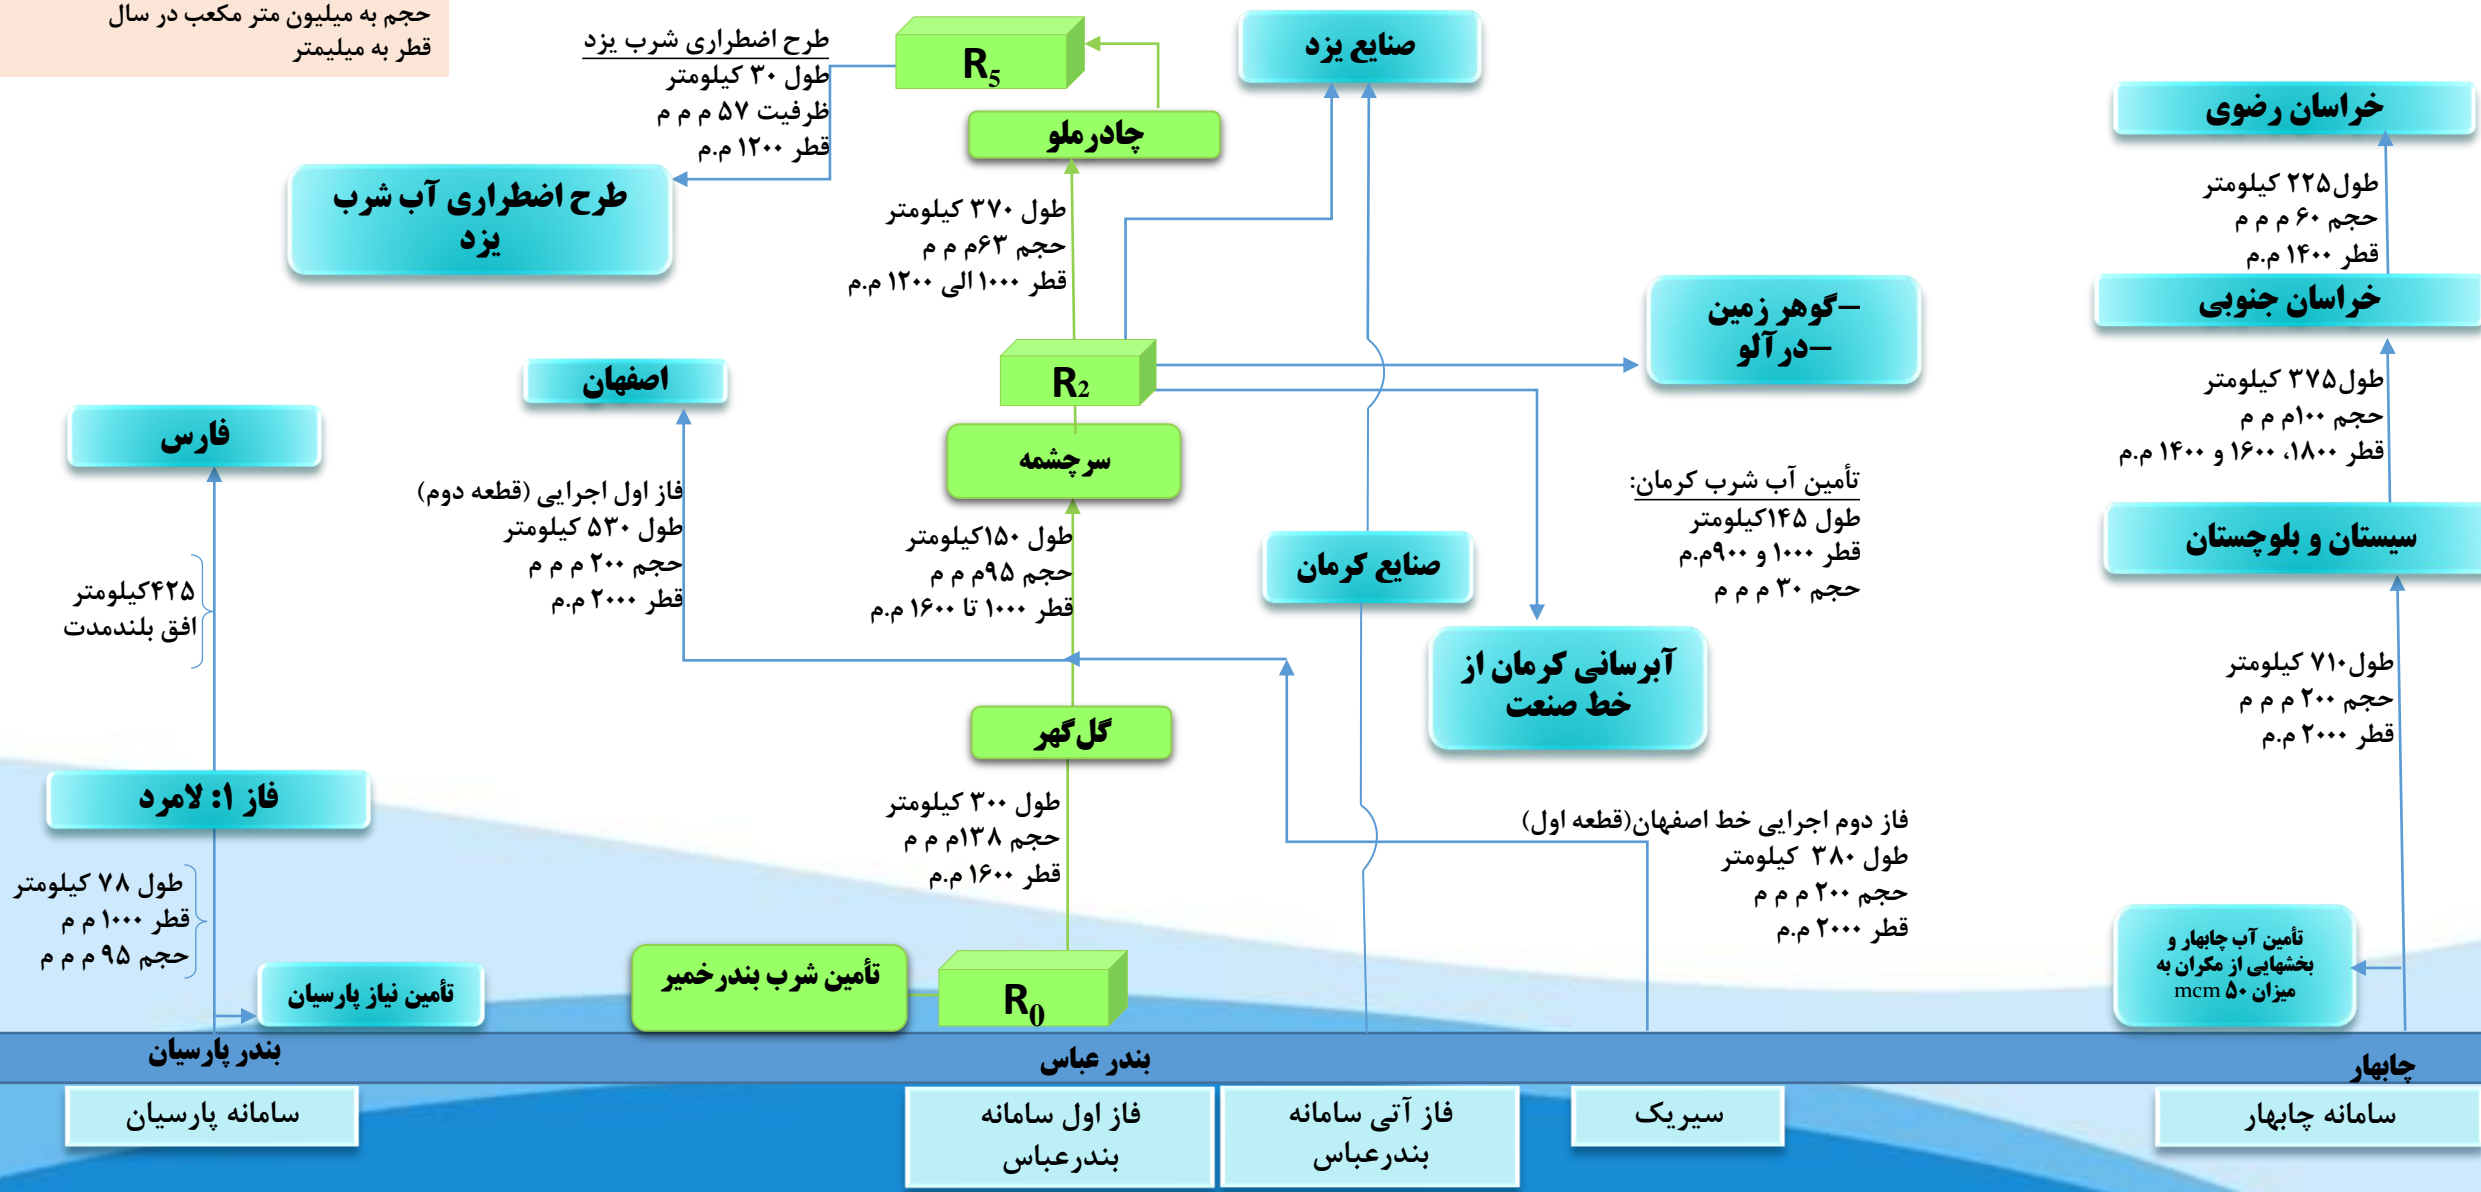 حجم به میلیون متر مکعب در سال
قطر به میلیمتر
طرح اضطراری شرب یزد
طول ۳۰ کیلومتر
ظرفیت ۵۷ م م م
قطر ۱۲۰۰ م.م
R5
صنایع یزد
خراسان رضوی
چادرملو
طرح اضطراری آب شرب
یزد
طول ۳۷۰ کیلومتر
حجم ۶۳م م م
قطر ۱۰۰۰ الی ۱۲۰۰ م.م
طول۲۲۵ کیلومتر
حجم ۶۰ م م م
قطر ۱۴۰۰ م.م
–گوهر زمین
–درآلو
خراسان جنوبی
R2
اصفهان
طول۳۷۵ کیلومتر
حجم ۱۰۰م م م
قطر ۱۸۰۰، ۱۶۰۰ و ۱۴۰۰ م.م
فارس
سرچشمه
فاز اول اجرایی (قطعه دوم)
طول ۵۳۰ کیلومتر
حجم ۲۰۰ م م م
قطر ۲۰۰۰ م.م
تأمین آب شرب کرمان:
طول ۱۴۵کیلومتر
قطر ۱۰۰۰ و ۹۰۰م.م
حجم ۳۰ م م م
طول ۱۵۰کیلومتر
حجم ۹۵م م م
قطر ۱۰۰۰ تا ۱۶۰۰ م.م
صنایع کرمان
سیستان و بلوچستان
۴۲۵کیلومتر
افق بلندمدت
آبرسانی کرمان از
خط صنعت
طول۷۱۰ کیلومتر
حجم ۲۰۰ م م م
قطر ۲۰۰۰ م.م
گل‌گهر
فاز ۱: لامرد
طول ۳۰۰ کیلومتر
حجم ۱۳۸م م م
قطر ۱۶۰۰ م.م
فاز دوم اجرایی خط اصفهان(قطعه اول)
طول ۳۸۰ کیلومتر
حجم ۲۰۰ م م م
قطر ۲۰۰۰ م.م
طول ۷۸ کیلومتر
قطر ۱۰۰۰ م م
حجم ۹۵ م م م
تأمین نیاز پارسیان
تأمین شرب بندرخمیر
R0
تأمین آب چابهار و
بخشهایی از مکران به
میزان ۵۰ mcm
بندر پارسیان
بندر عباس
چابهار
سامانه پارسیان
فاز اول سامانه
بندرعباس
فاز آتی سامانه
بندرعباس
سیریک
سامانه چابهار